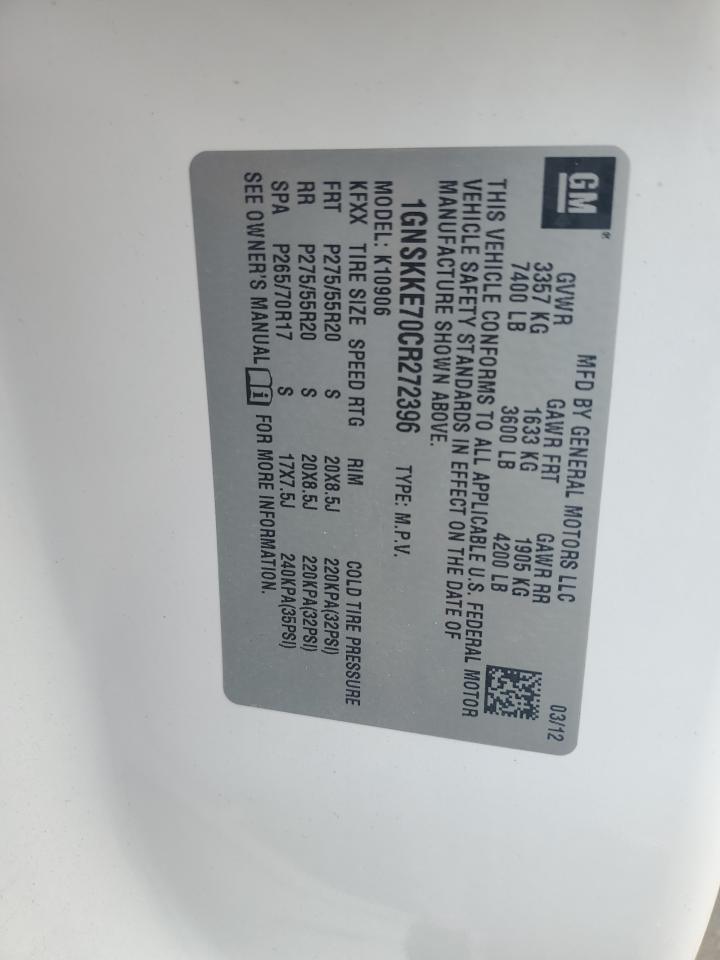 GM
MFD BY GENERAL MOTORS LLC 03/12
GVWR GAWR FRT GAWR RR
3357 KG 1633 KG 1905 KG
7400 LB 3600 LB 4200 LB
THIS VEHICLE CONFORMS TO ALL APPLICABLE U.S. FEDERAL MOTOR
VEHICLE SAFETY STANDARDS IN EFFECT ON THE DATE OF
MANUFACTURE SHOWN ABOVE.
1GNSKKE70CR272396 TYPE: M.P.V.
MODEL: K10906
KFXX TIRE SIZE SPEED RTG RIM COLD TIRE PRESSURE
FRT P275/55R20 S 20X8.5J 220KPA(32PSI)
RR P275/55R20 S 20X8.5J 220KPA(32PSI)
SPA P265/70R17 S 17X7.5J 240KPA(35PSI)
SEE OWNER'S MANUAL FOR MORE INFORMATION.